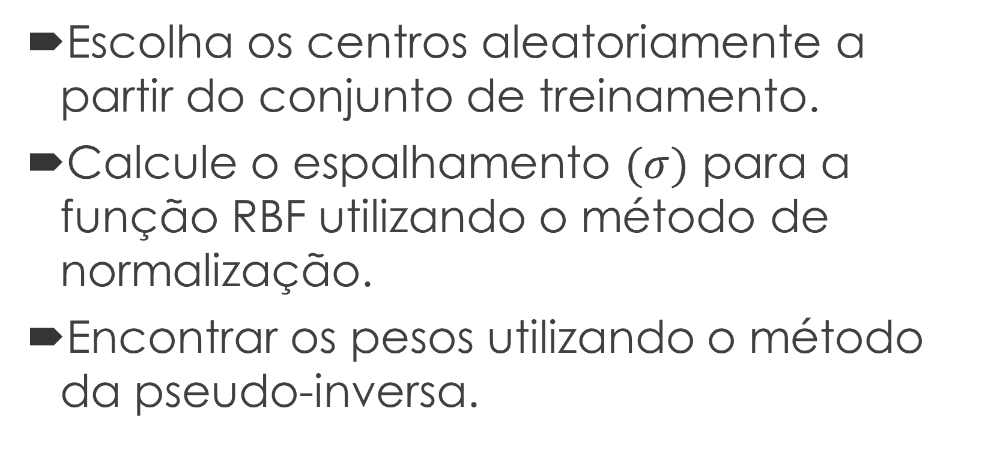 Escolha os centros aleatoriamente a
partir do conjunto de treinamento.
Calcule o espalhamento (σ) para a
função RBF utilizando o método de
normalização.
Encontrar os pesos utilizando o método
da pseudo-inversa.